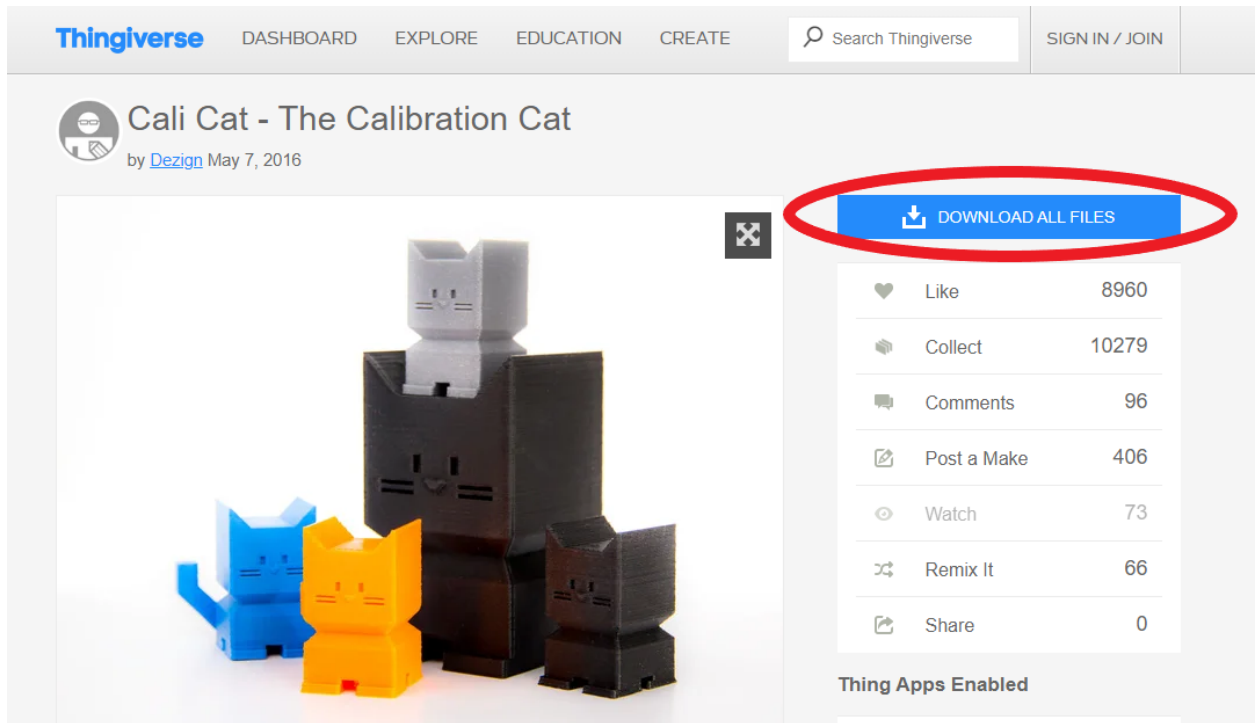 Thingiverse DASHBOARD EXPLORE EDUCATION CREATE Search Thingiverse SIGN IN / JOIN
Cali Cat - The Calibration Cat
by Dezign May 7, 2016
DOWNLOAD ALL FILES
Like 8960
Collect 10279
Comments 96
Post a Make 406
Watch 73
Remix It 66
Share 0
Thing Apps Enabled